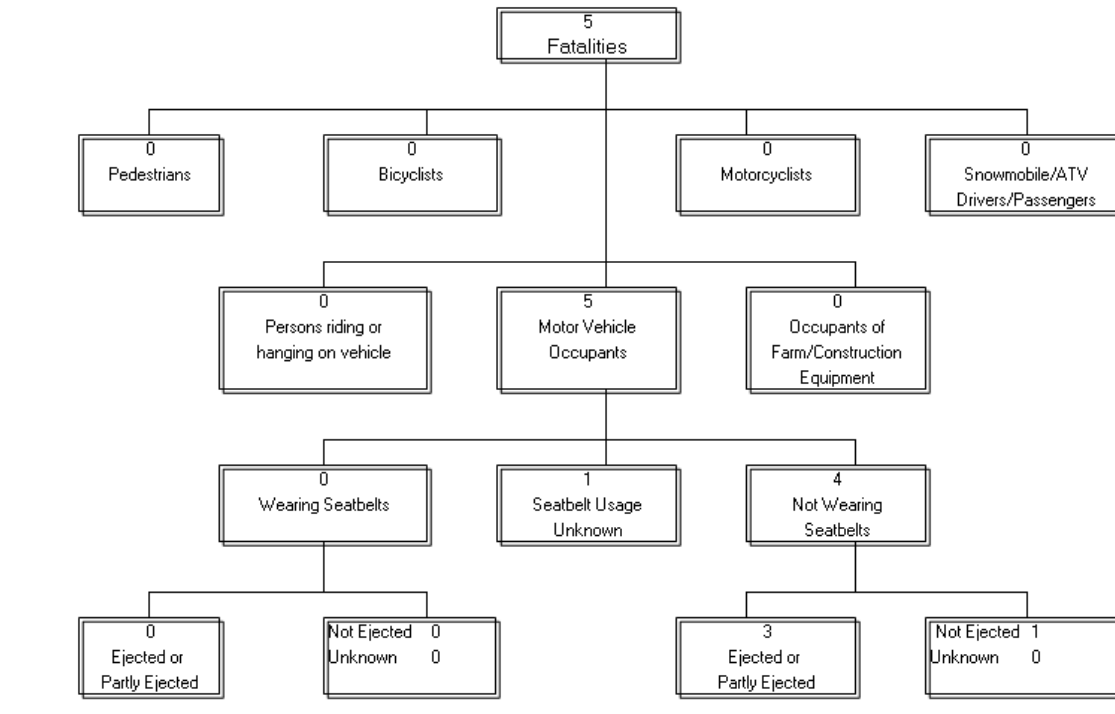 5
Fatalities
0
Pedestrians
0
Bicyclists
0
Motorcyclists
0
Snowmobile/ATV
Drivers/Passengers
0
Persons riding or
hanging on vehicle
5
Motor Vehicle
Occupants
0
Occupants of
Farm/Construction
Equipment
0
Wearing Seatbelts
1
Seatbelt Usage
Unknown
4
Not Wearing
Seatbelts
0
Ejected or
Partly Ejected
Not Ejected 0
Unknown 0
3
Ejected or
Partly Ejected
Not Ejected 1
Unknown 0